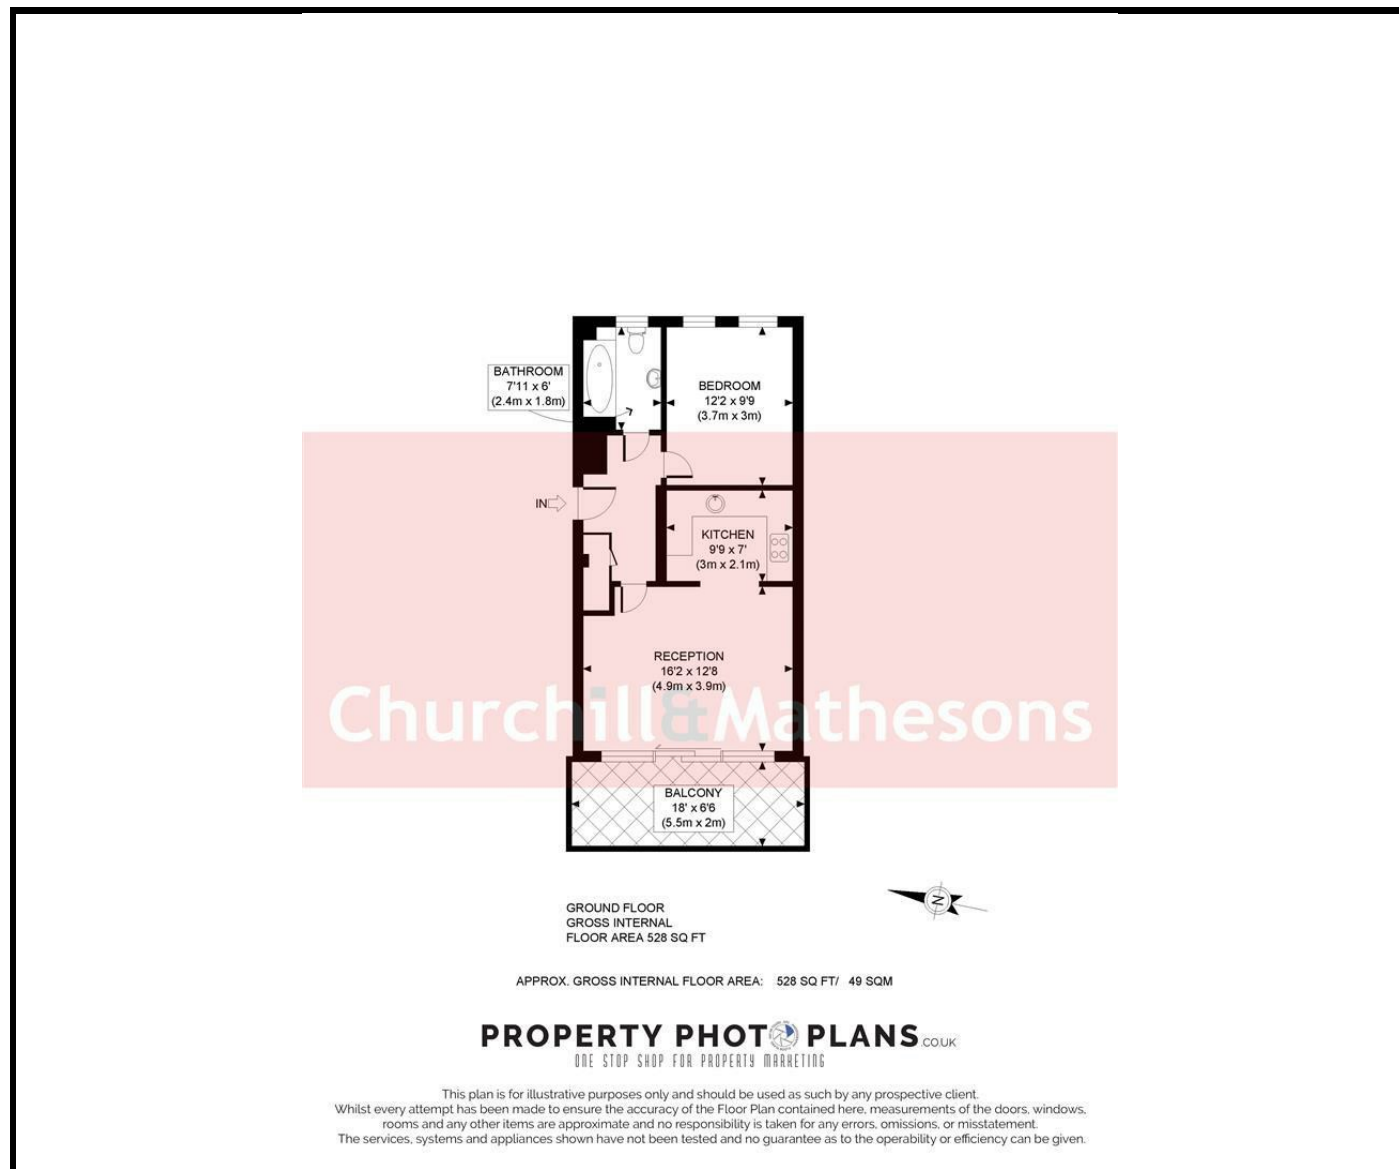 BATHROOM
7'11 x 6'
(2.4m x 1.8m)
BEDROOM
12'2 x 9'9
(3.7m x 3m)
IN
KITCHEN
9'9 x 7'
(3m x 2.1m)
RECEPTION
16'2 x 12'8
(4.9m x 3.9m)
Churchill&Mathesons
BALCONY
18' x 6'6
(5.5m x 2m)
N
GROUND FLOOR
GROSS INTERNAL
FLOOR AREA 528 SQ FT
APPROX. GROSS INTERNAL FLOOR AREA: 528 SQ FT/ 49 SQM
PROPERTY PHOTO PLANS.CO.UK
ONE STOP SHOP FOR PROPERTY MARKETING
This plan is for illustrative purposes only and should be used as such by any prospective client.
Whilst every attempt has been made to ensure the accuracy of the Floor Plan contained here, measurements of the doors, windows,
rooms and any other items are approximate and no responsibility is taken for any errors, omissions, or misstatement.
The services, systems and appliances shown have not been tested and no guarantee as to the operability or efficiency can be given.